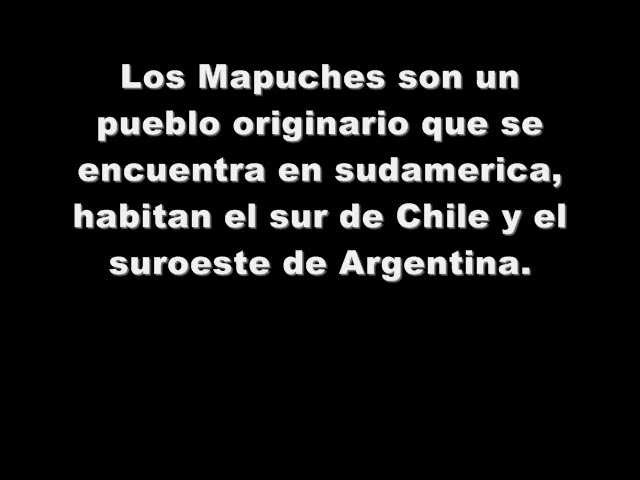 Los Mapuches son un
pueblo originario que se
encuentra en sudamerica,
habitan el sur de Chile y el
suroeste de Argentina.